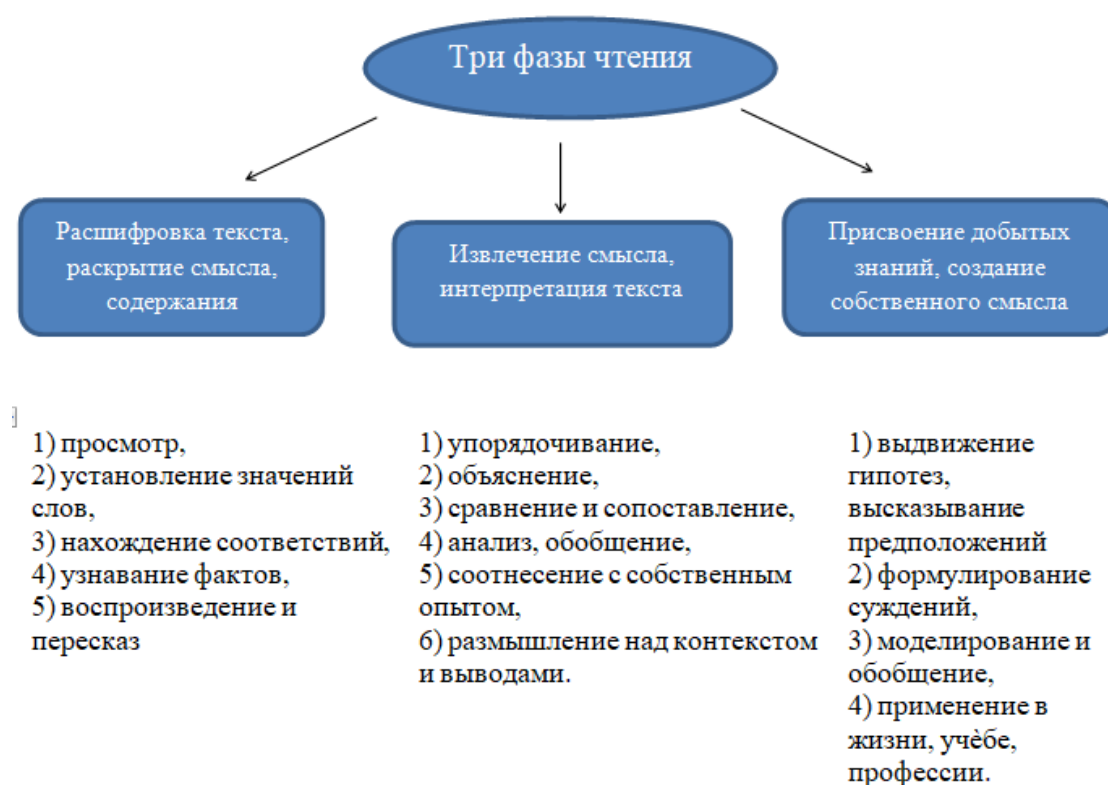 Три фазы чтения
Расшифровка текста,
раскрытие смысла,
содержания
Извлечение смысла,
интерпретация текста
Присвоение добытых
знаний, создание
собственного смысла
1) просмотр,
2) установление значений
слов,
3) нахождение соответствий,
4) узнавание фактов,
5) воспроизведение и
пересказ
1) упорядочивание,
2) объяснение,
3) сравнение и сопоставление,
4) анализ, обобщение,
5) соотнесение с собственным
опытом,
6) размышление над контекстом
и выводами.
1) выдвижение
гипотез,
высказывание
предположений
2) формулирование
суждений,
3) моделирование и
обобщение,
4) применение в
жизни, учѐбе,
профессии.